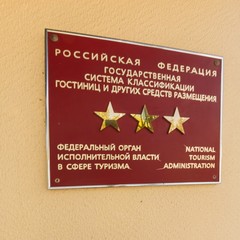 РОССИЙСКАЯ ФЕДЕРАЦИЯ
ГОСУДАРСТВЕННАЯ
СИСТЕМА КЛАССИФИКАЦИИ
ГОСТИНИЦ И ДРУГИХ СРЕДСТВ РАЗМЕЩЕНИЯ
ФЕДЕРАЛЬНЫЙ ОРГАН
ИСПОЛНИТЕЛЬНОЙ ВЛАСТИ
В СФЕРЕ ТУРИЗМА
NATIONAL
TOURISM
ADMINISTRATION